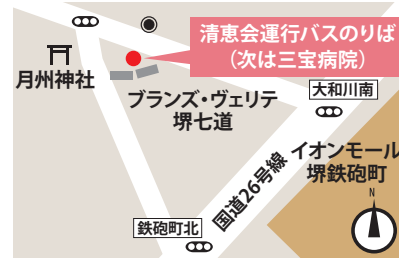 清恵会運行バスのりば
（次は三宝病院）
月州神社
ブランズ・ヴェリテ
堺七道
大和川南
イオンモール
堺鉄砲町
国道26号線
鉄砲町北
N